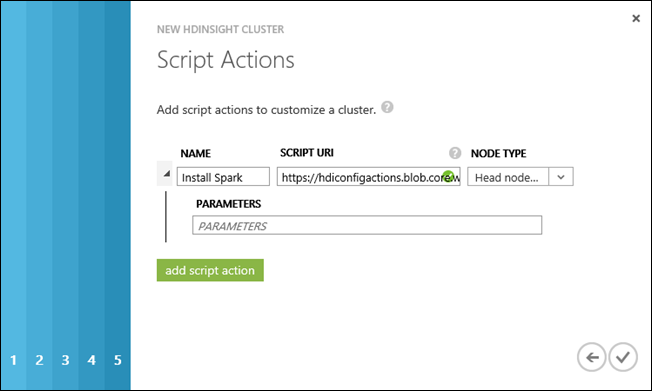 NEW HDINSIGHT CLUSTER
Script Actions
Add script actions to customize a cluster. ?
NAME SCRIPT URI ? NODE TYPE
Install Spark https://hdiconfigactions.blob.core.w Head node...
PARAMETERS
PARAMETERS
add script action
1 2 3 4 5